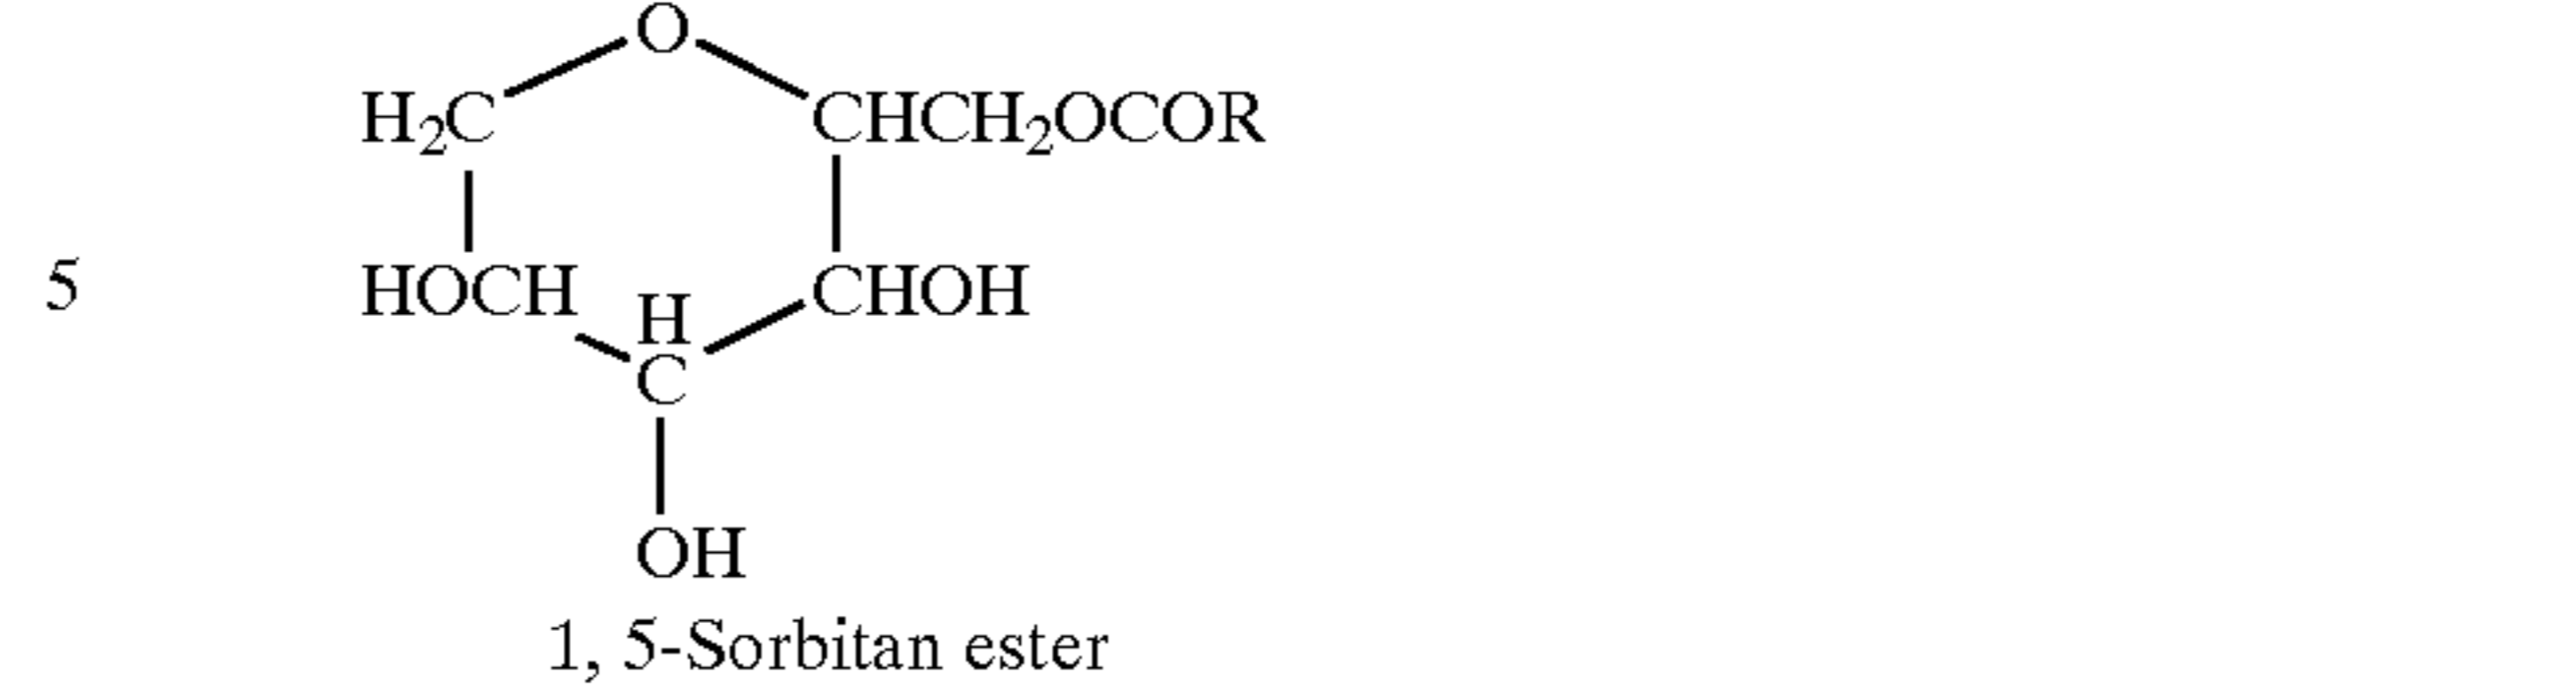 O
H₂C CHCH₂OCOR
5 HOCH H CHOH
C
OH
1, 5-Sorbitan ester